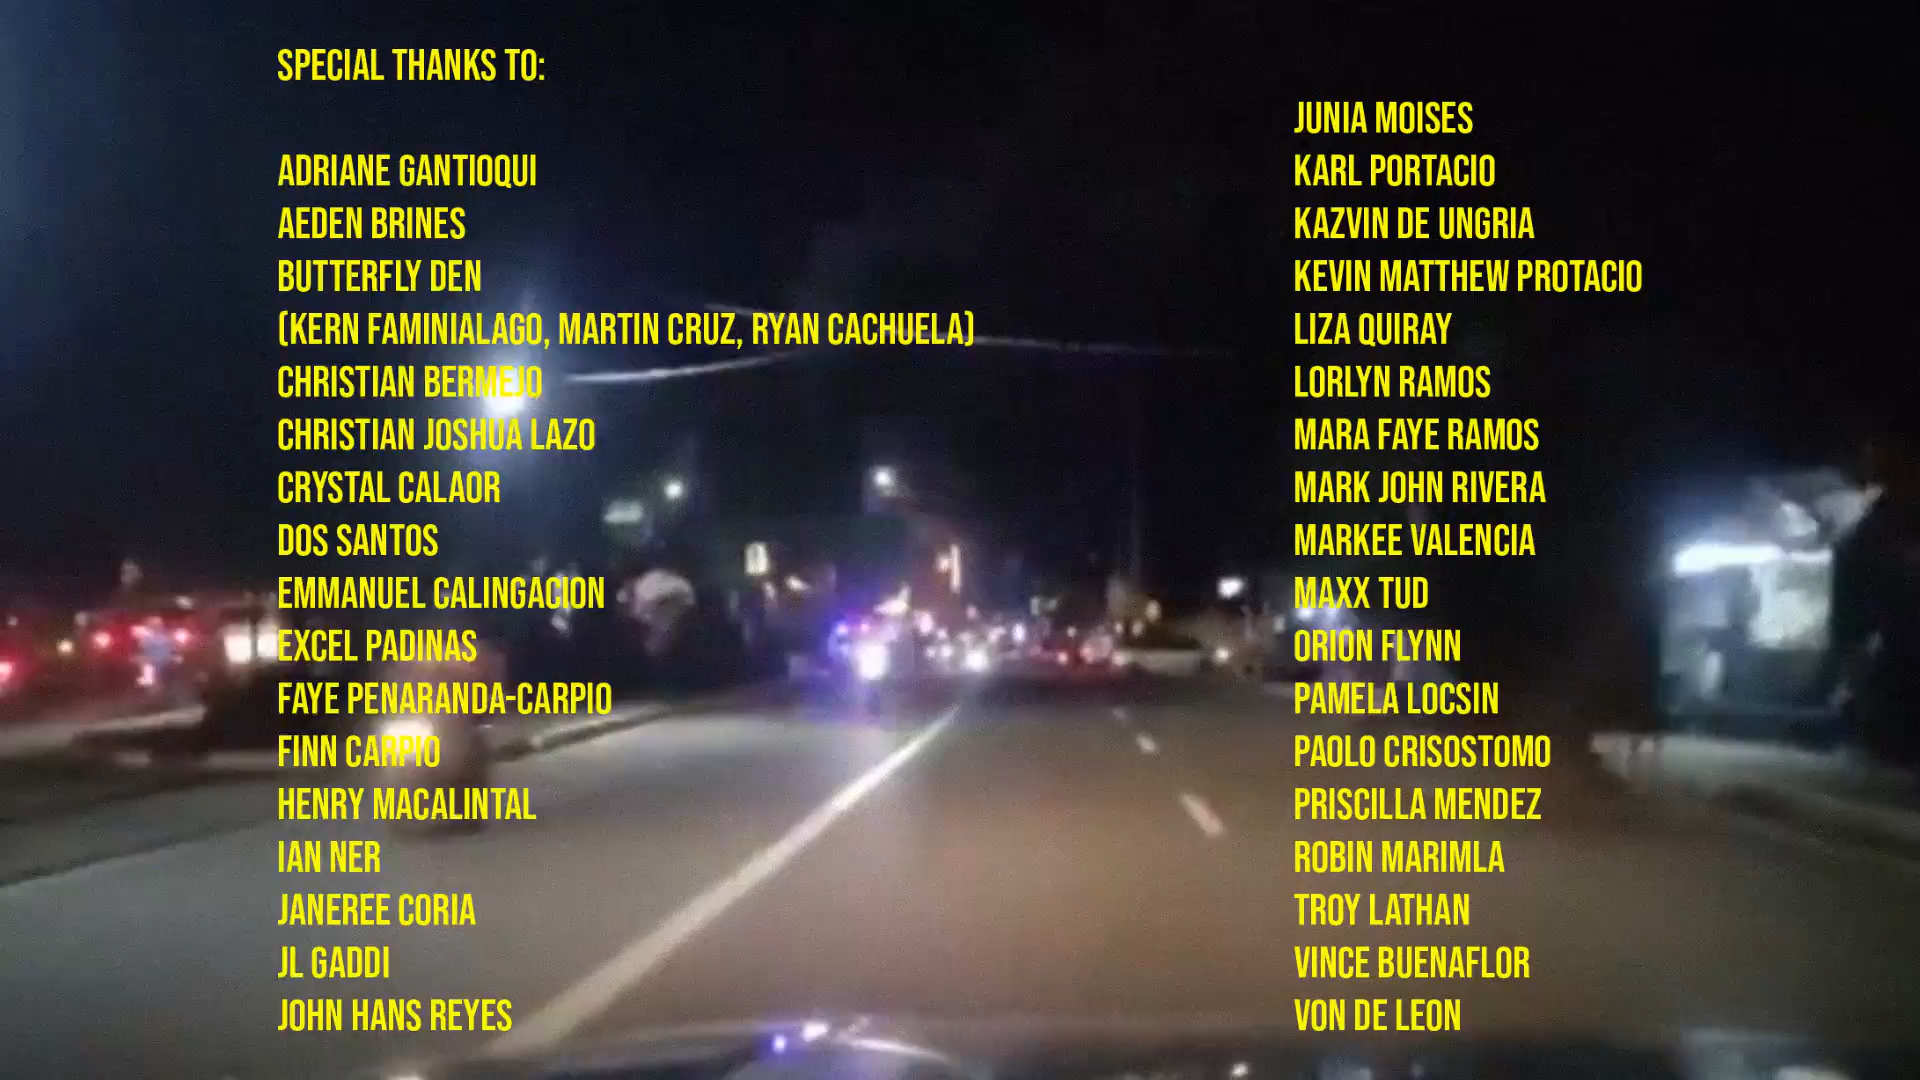 SPECIAL THANKS TO:
ADRIANE GANTIOQUI
AEDEN BRINES
BUTTERFLY DEN
(KERN FAMINIALAGO, MARTIN CRUZ, RYAN CACHUELA)
CHRISTIAN BERMEJO
CHRISTIAN JOSHUA LAZO
CRYSTAL CALAOR
DOS SANTOS
EMMANUEL CALINGACION
EXCEL PADINAS
FAYE PENARANDA-CARPIO
FINN CARPIO
HENRY MACALINTAL
IAN NER
JANEREE CORIA
JL GADDI
JOHN HANS REYES
JUNIA MOISES
KARL PORTACIO
KAZVIN DE UNGRIA
KEVIN MATTHEW PROTACIO
LIZA QUIRAY
LORLYN RAMOS
MARA FAYE RAMOS
MARK JOHN RIVERA
MARKEE VALENCIA
MAXX TUD
ORION FLYNN
PAMELA LOCSIN
PAOLO CRISOSTOMO
PRISCILLA MENDEZ
ROBIN MARIMLA
TROY LATHAN
VINCE BUENAFLOR
VON DE LEON